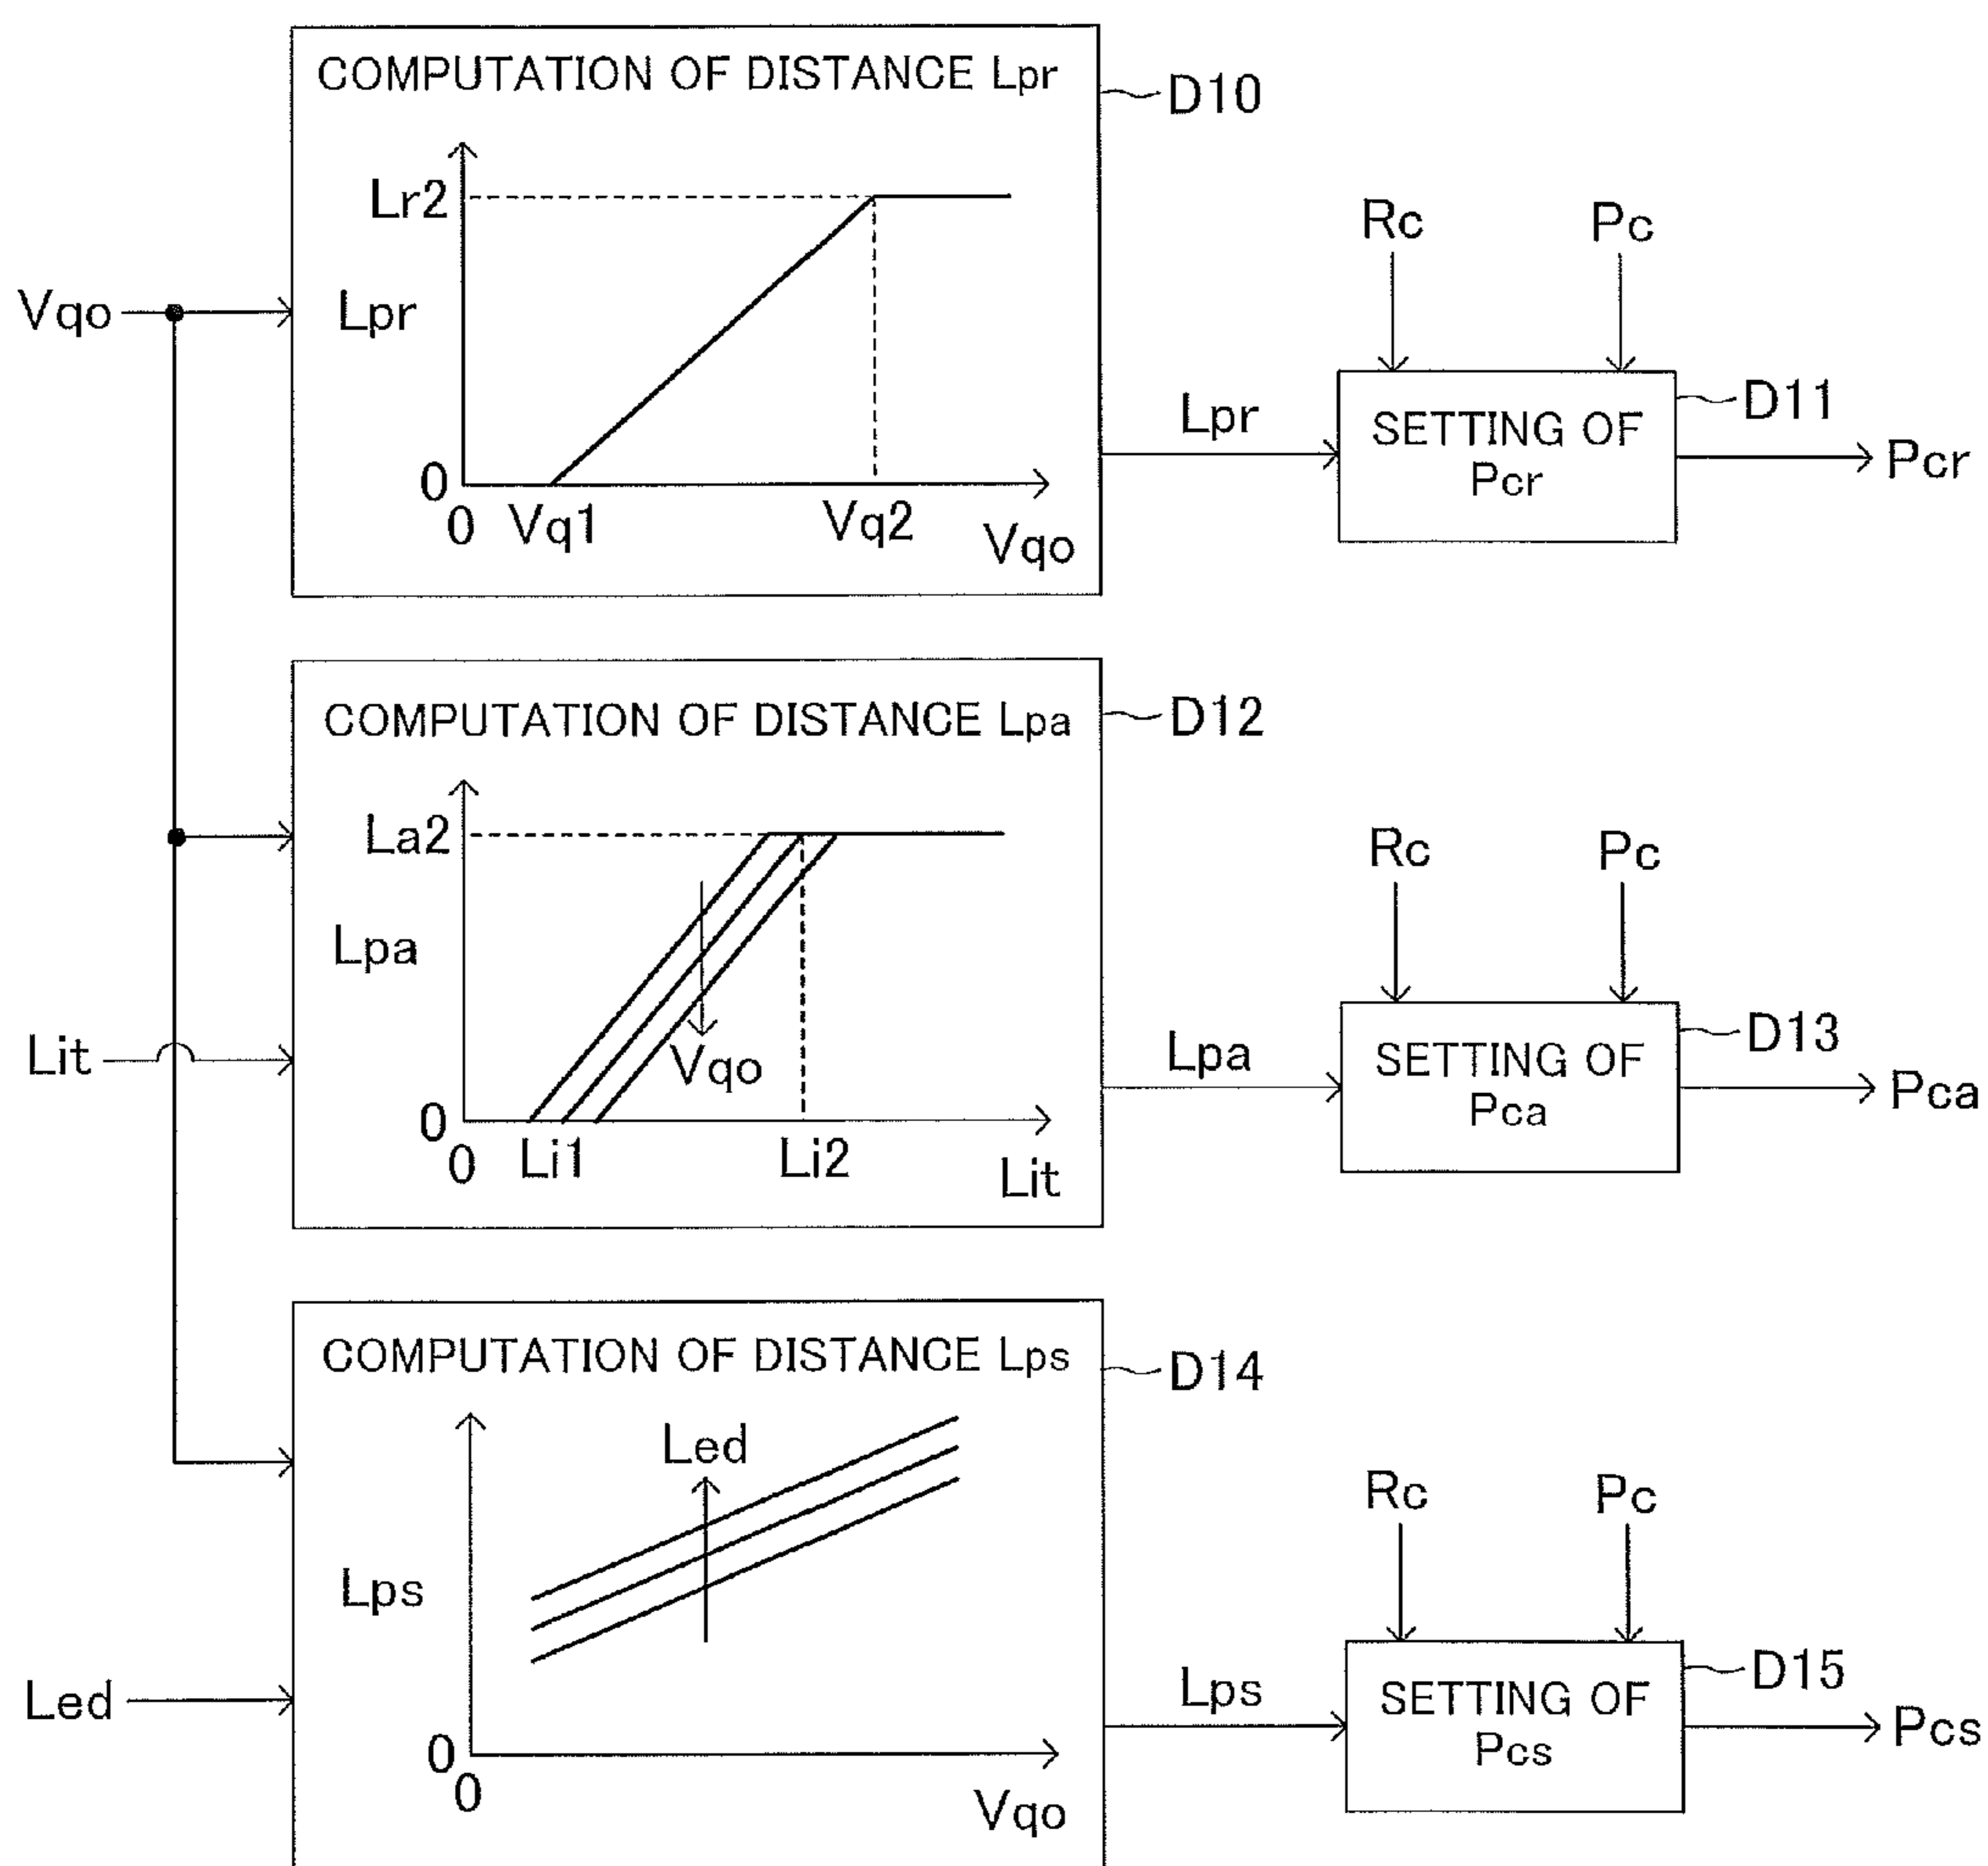 COMPUTATION OF DISTANCE Lpr
D10
Lr2
Lpr
0
0
Vq1
Vq2
Vqo
Vqo
Rc
Pc
Lpr
SETTING OF
Pcr
D11
Pcr
COMPUTATION OF DISTANCE Lpa
D12
La2
Lpa
Vqo
0
0
Li1
Li2
Lit
Lit
Rc
Pc
Lpa
SETTING OF
Pca
D13
Pca
COMPUTATION OF DISTANCE Lps
D14
Led
Lps
0
0
Vqo
Led
Rc
Pc
Lps
SETTING OF
Pcs
D15
Pcs